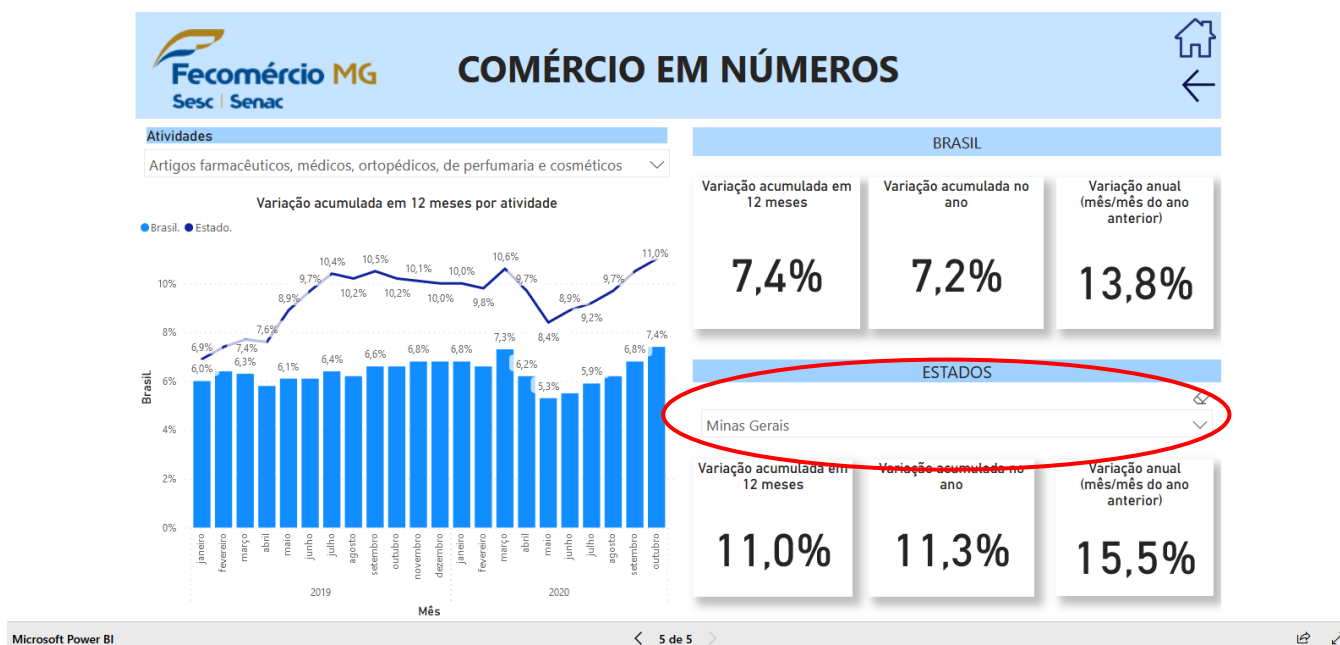 Fecomércio MG
Sesc | Senac
COMÉRCIO EM NÚMEROS
Atividades
Artigos farmacêuticos, médicos, ortopédicos, de perfumaria e cosméticos
Variação acumulada em 12 meses por atividade
Brasil. Estado.
Brasil.
10%
8%
6%
4%
2%
0%
6,9%
7,4%
7,6%
8,9%
9,7%
10,4%
10,2%
10,5%
10,2%
10,1%
10,0%
10,0%
9,8%
10,6%
9,7%
8,4%
8,9%
9,2%
9,7%
11,0%
6,0%
6,3%
6,1%
6,4%
6,6%
6,8%
6,8%
7,3%
6,2%
5,3%
5,9%
6,8%
7,4%
janeiro
fevereiro
março
abril
maio
junho
julho
agosto
setembro
outubro
novembro
dezembro
janeiro
fevereiro
março
abril
maio
junho
julho
agosto
setembro
outubro
2019
2020
Mês
BRASIL
Variação acumulada em
12 meses
7,4%
Variação acumulada no
ano
7,2%
Variação anual
(mês/mês do ano
anterior)
13,8%
ESTADOS
Minas Gerais
Variação acumulada em
12 meses
11,0%
Variação acumulada no
ano
11,3%
Variação anual
(mês/mês do ano
anterior)
15,5%
Microsoft Power BI
5 de 5